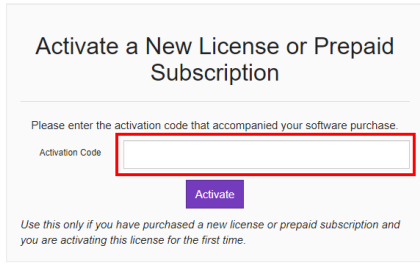 Activate a New License or Prepaid
Subscription
Please enter the activation code that accompanied your software purchase.
Activation Code
Activate
Use this only if you have purchased a new license or prepaid subscription and
you are activating this license for the first time.